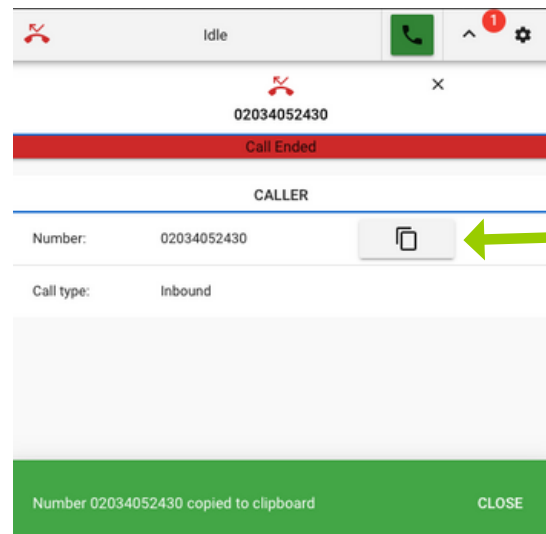 Idle
1
02034052430
Call Ended
CALLER
Number: 02034052430
Call type: Inbound
Number 02034052430 copied to clipboard CLOSE